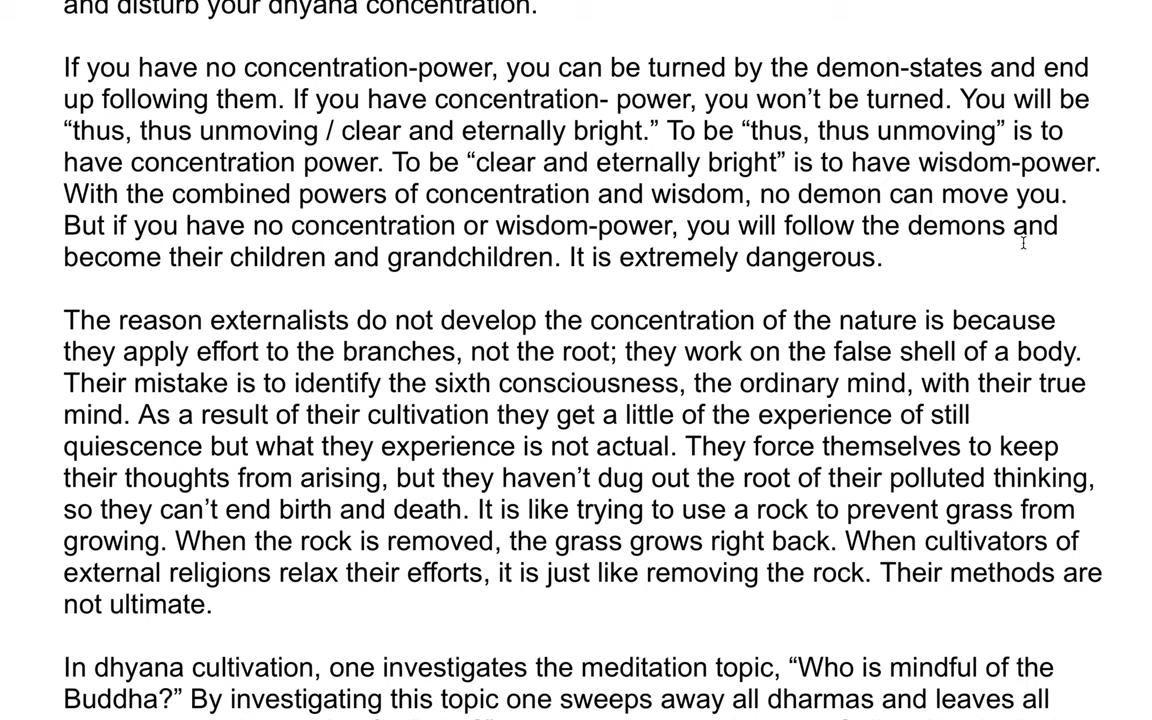 and disturb your dhyana concentration.
If you have no concentration-power, you can be turned by the demon-states and end
up following them. If you have concentration- power, you won’t be turned. You will be
“thus, thus unmoving / clear and eternally bright.” To be “thus, thus unmoving” is to
have concentration power. To be “clear and eternally bright” is to have wisdom-power.
With the combined powers of concentration and wisdom, no demon can move you.
But if you have no concentration or wisdom-power, you will follow the demons and
become their children and grandchildren. It is extremely dangerous.
The reason externalists do not develop the concentration of the nature is because
they apply effort to the branches, not the root; they work on the false shell of a body.
Their mistake is to identify the sixth consciousness, the ordinary mind, with their true
mind. As a result of their cultivation they get a little of the experience of still
quiescence but what they experience is not actual. They force themselves to keep
their thoughts from arising, but they haven’t dug out the root of their polluted thinking,
so they can’t end birth and death. It is like trying to use a rock to prevent grass from
growing. When the rock is removed, the grass grows right back. When cultivators of
external religions relax their efforts, it is just like removing the rock. Their methods are
not ultimate.
In dhyana cultivation, one investigates the meditation topic, “Who is mindful of the
Buddha?” By investigating this topic one sweeps away all dharmas and leaves all